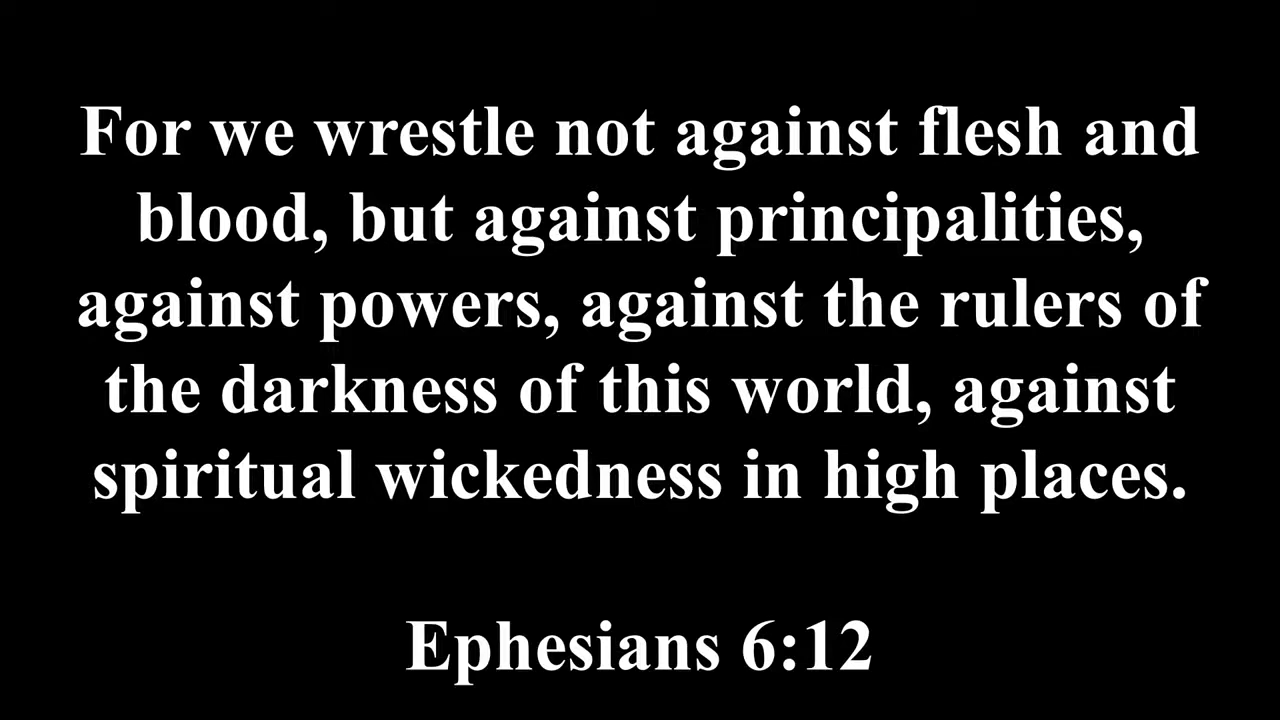 For we wrestle not against flesh and
blood, but against principalities,
against powers, against the rulers of
the darkness of this world, against
spiritual wickedness in high places.
Ephesians 6:12